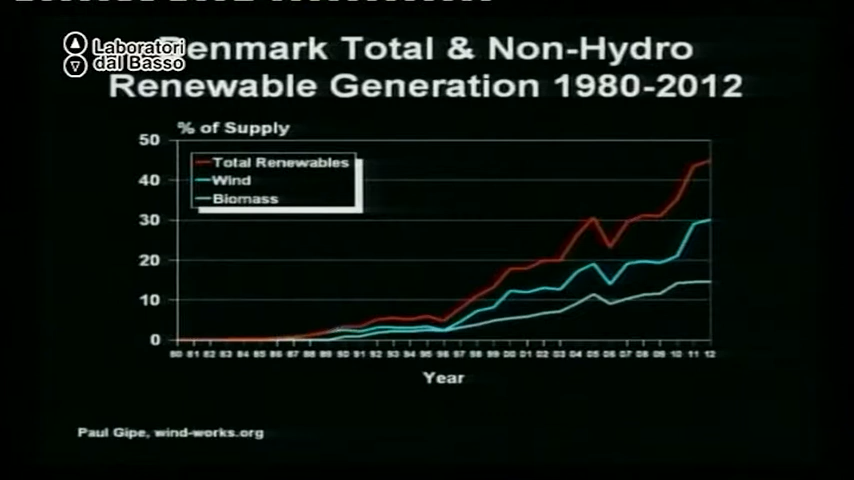 Laboratori
dal Basso
Denmark Total & Non-Hydro
Renewable Generation 1980-2012
% of Supply
50
40
30
20
10
0
Total Renewables
Wind
Biomass
80 81 82 83 84 85 86 87 88 89 90 91 92 93 94 95 96 97 98 99 00 01 02 03 04 05 06 07 08 09 10 11 12
Year
Paul Gipe, wind-works.org